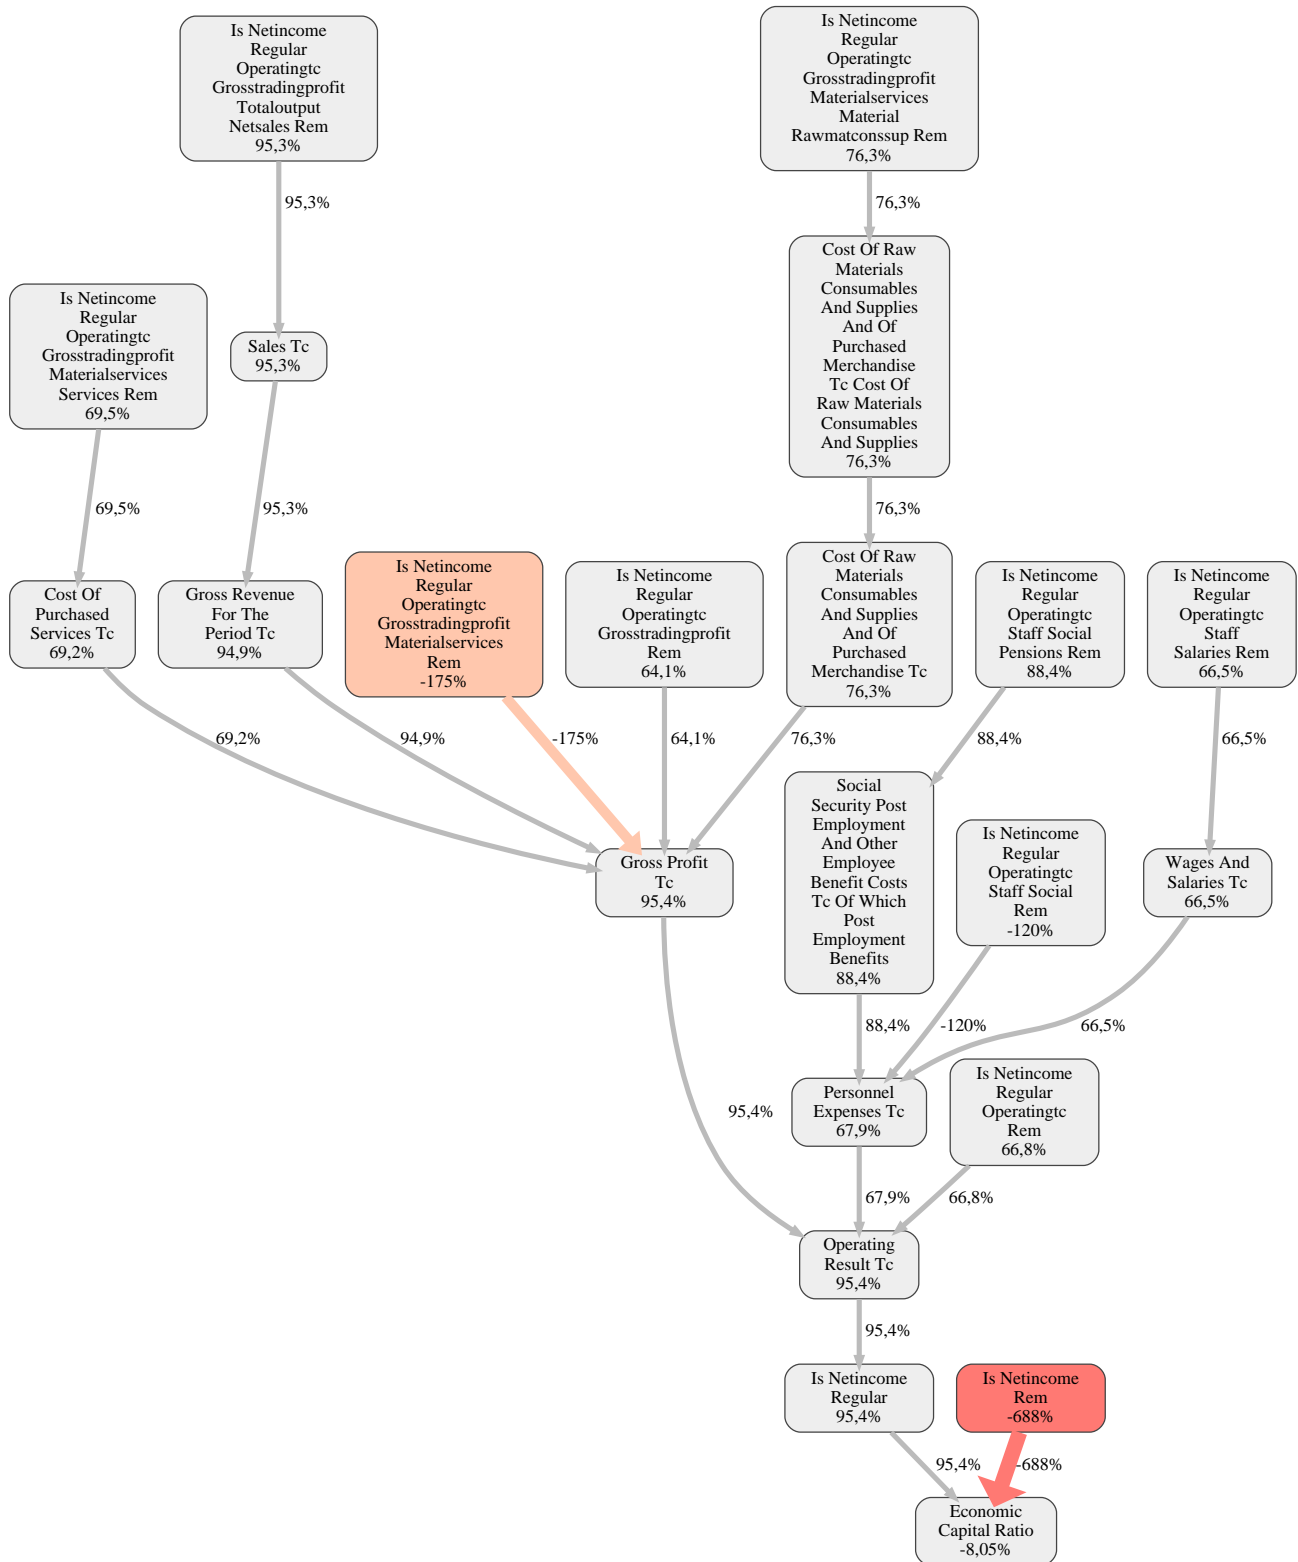 Is Netincome
Regular
Operatingtc
Grosstradingprofit
Totaloutput
Netsales Rem
95,3%
Is Netincome
Regular
Operatingtc
Grosstradingprofit
Materialservices
Material
Rawmatconssup Rem
76,3%
95,3%
76,3%
Is Netincome
Regular
Operatingtc
Grosstradingprofit
Materialservices
Services Rem
69,5%
Sales Tc
95,3%
Cost Of Raw
Materials
Consumables
And Supplies
And Of
Purchased
Merchandise
Tc Cost Of
Raw Materials
Consumables
And Supplies
76,3%
69,5%
95,3%
76,3%
Cost Of
Purchased
Services Tc
69,2%
Gross Revenue
For The
Period Tc
94,9%
Is Netincome
Regular
Operatingtc
Grosstradingprofit
Materialservices
Rem
-175%
Is Netincome
Regular
Operatingtc
Grosstradingprofit
Rem
64,1%
Cost Of Raw
Materials
Consumables
And Supplies
And Of
Purchased
Merchandise Tc
76,3%
Is Netincome
Regular
Operatingtc
Staff Social
Pensions Rem
88,4%
Is Netincome
Regular
Operatingtc
Staff
Salaries Rem
66,5%
69,2%
94,9%
-175%
64,1%
76,3%
88,4%
66,5%
Gross Profit
Tc
95,4%
Social
Security Post
Employment
And Other
Employee
Benefit Costs
Tc Of Which
Post
Employment
Benefits
88,4%
Is Netincome
Regular
Operatingtc
Staff Social
Rem
-120%
Wages And
Salaries Tc
66,5%
88,4%
-120%
66,5%
95,4%
Personnel
Expenses Tc
67,9%
Is Netincome
Regular
Operatingtc
Rem
66,8%
67,9%
66,8%
Operating
Result Tc
95,4%
95,4%
Is Netincome
Regular
95,4%
Is Netincome
Rem
-688%
95,4%
-688%
Economic
Capital Ratio
-8,05%